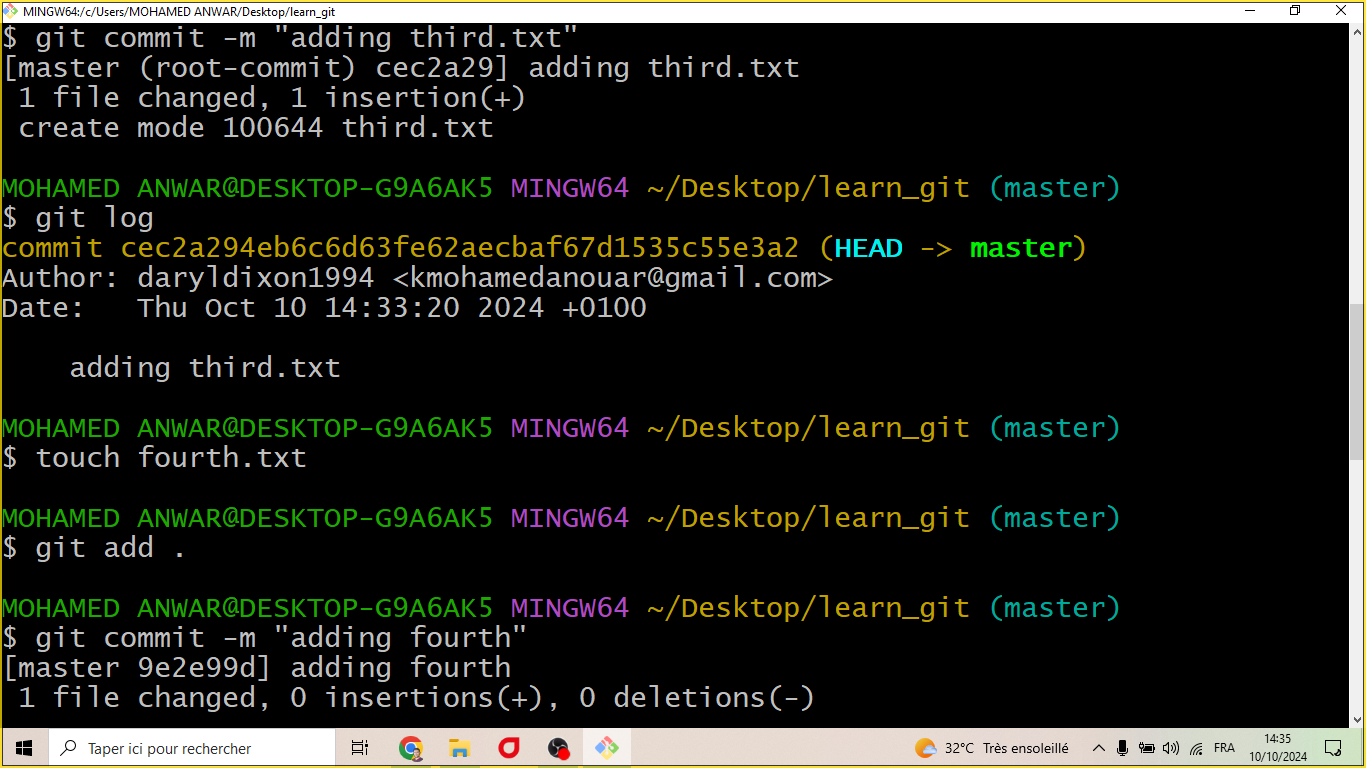 MINGW64:/c/Users/MOHAMED ANWAR/Desktop/learn_git
$ git commit -m "adding third.txt"
[master (root-commit) cec2a29] adding third.txt
 1 file changed, 1 insertion(+)
 create mode 100644 third.txt

MOHAMED ANWAR@DESKTOP-G9A6AK5 MINGW64 ~/Desktop/learn_git (master)
$ git log
commit cec2a294eb6c6d63fe62aecbaf67d1535c55e3a2 (HEAD -> master)
Author: daryldixon1994 <kmohamedanouar@gmail.com>
Date:   Thu Oct 10 14:33:20 2024 +0100

    adding third.txt

MOHAMED ANWAR@DESKTOP-G9A6AK5 MINGW64 ~/Desktop/learn_git (master)
$ touch fourth.txt

MOHAMED ANWAR@DESKTOP-G9A6AK5 MINGW64 ~/Desktop/learn_git (master)
$ git add .

MOHAMED ANWAR@DESKTOP-G9A6AK5 MINGW64 ~/Desktop/learn_git (master)
$ git commit -m "adding fourth"
[master 9e2e99d] adding fourth
 1 file changed, 0 insertions(+), 0 deletions(-)
Taper ici pour rechercher
32°C Très ensoleillé
FRA
14:35
10/10/2024